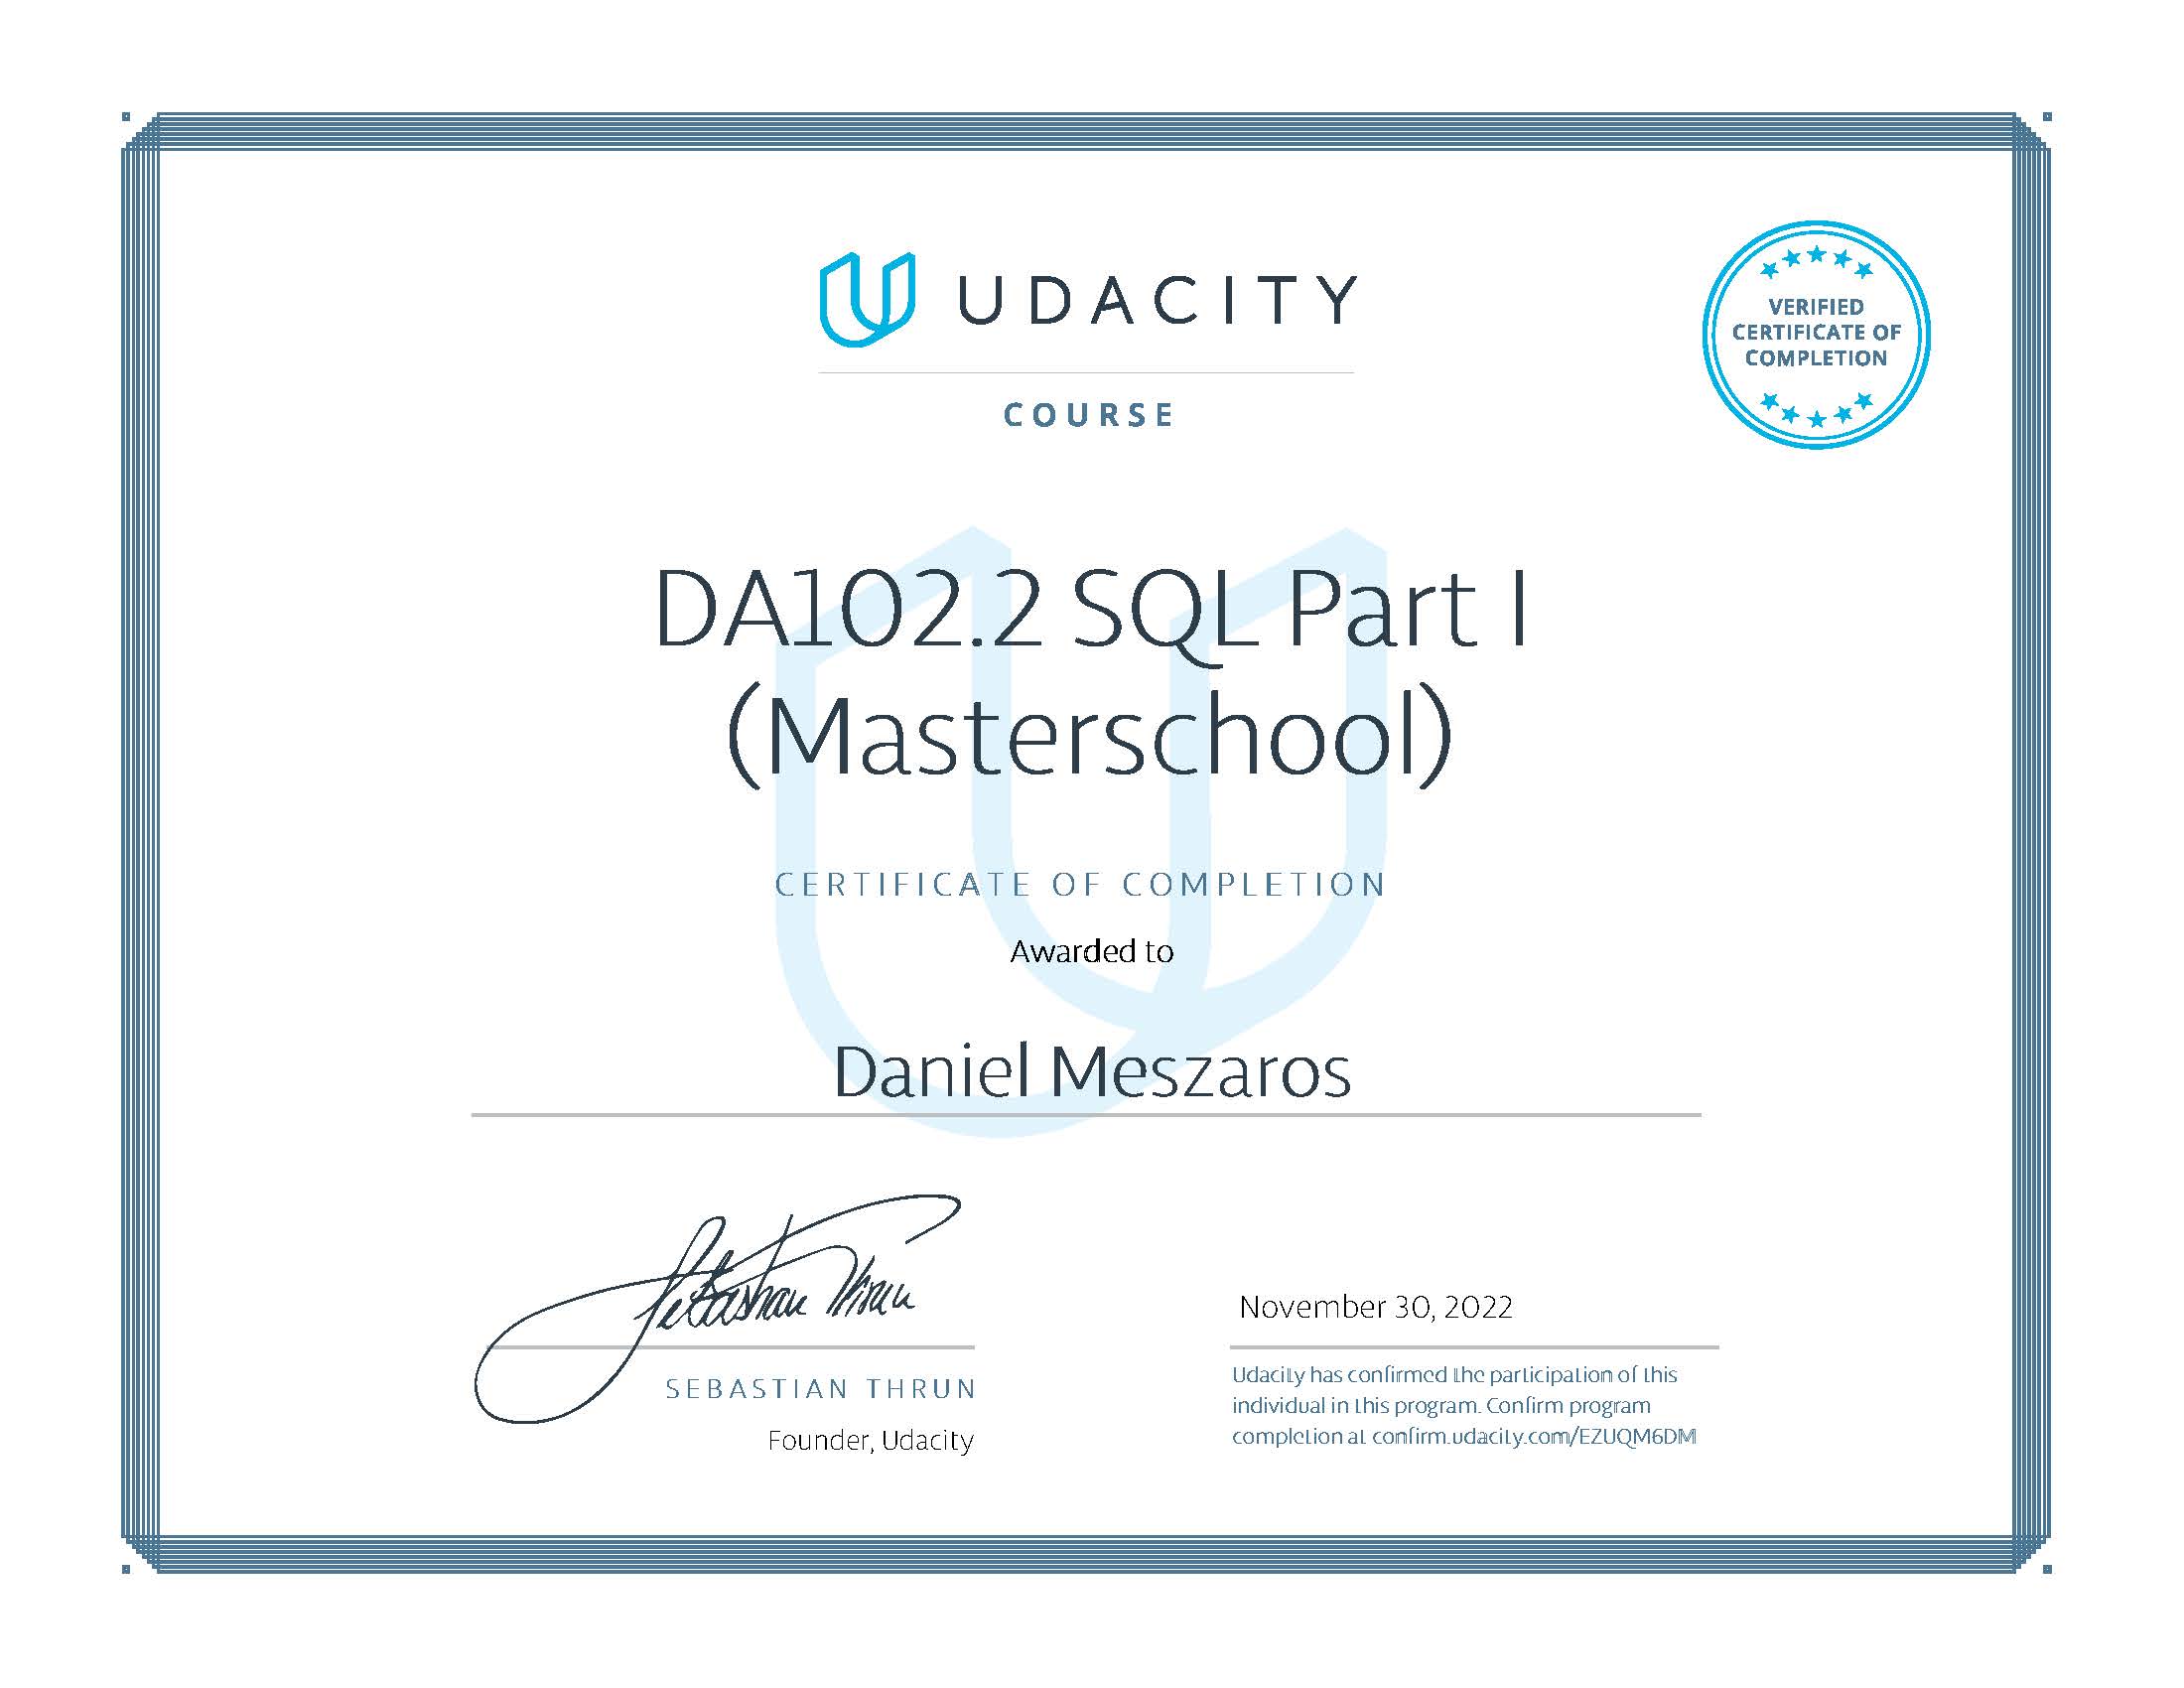 UDACITY
VERIFIED
CERTIFICATE OF
COMPLETION
COURSE
DA102.2 SQL Part I
(Masterschool)
CERTIFICATE OF COMPLETION
Awarded to
Daniel Meszaros
Sebastian Thrun
November 30, 2022
SEBASTIAN THRUN
Founder, Udacity
Udacity has confirmed the participation of this
individual in this program. Confirm program
completion at confirm.udacity.com/EZUQM6DM